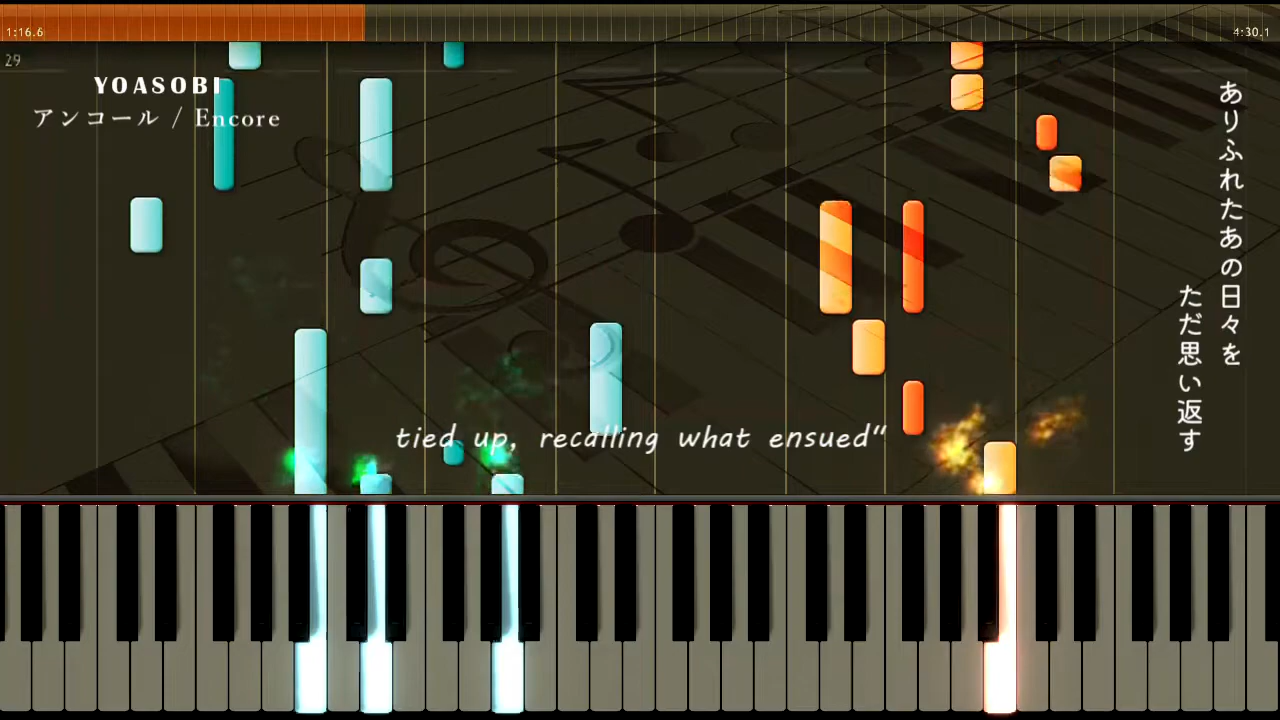 1:16.6
4:30.1
29
YOASOBI
アンコール / Encore
ありふれたあの日々を
ただ思い返す
tied up, recalling what ensued“